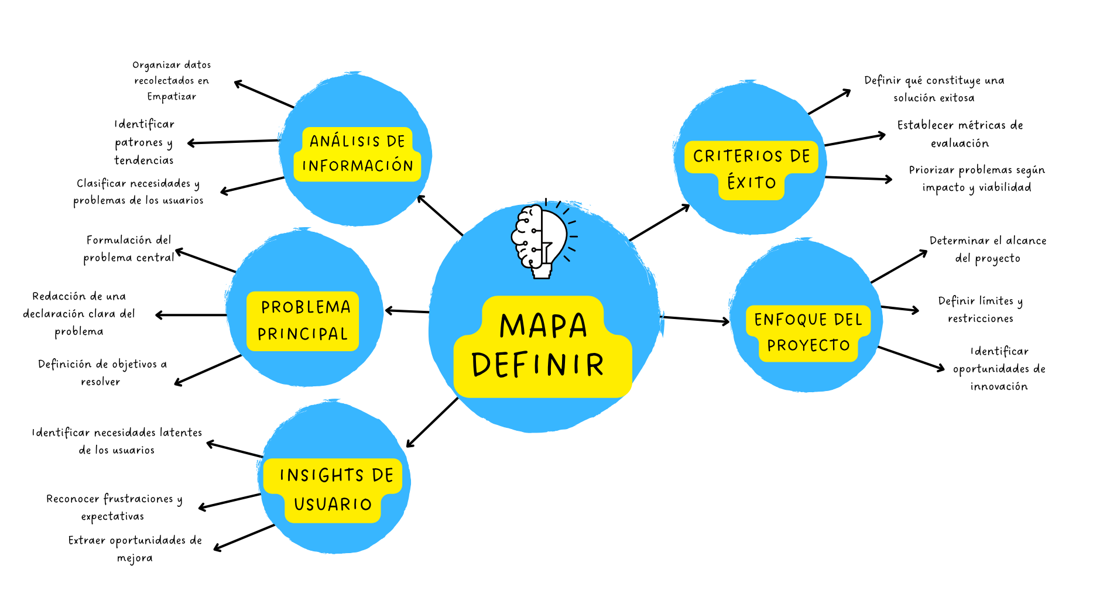 MAPA
DEFINIR
ANÁLISIS DE
INFORMACIÓN
Organizar datos
recolectados en
Empatizar
Identificar
patrones y
tendencias
Clasificar necesidades y
problemas de los usuarios
PROBLEMA
PRINCIPAL
Formulación del
problema central
Redacción de una
declaración clara del
problema
Definición de objetivos a
resolver
INSIGHTS DE
USUARIO
Identificar necesidades latentes
de los usuarios
Reconocer frustraciones y
expectativas
Extraer oportunidades de
mejora
CRITERIOS DE
ÉXITO
Definir qué constituye una
solución exitosa
Establecer métricas de
evaluación
Priorizar problemas según
impacto y viabilidad
ENFOQUE DEL
PROYECTO
Determinar el alcance
del proyecto
Definir límites y
restricciones
Identificar
oportunidades de
innovación